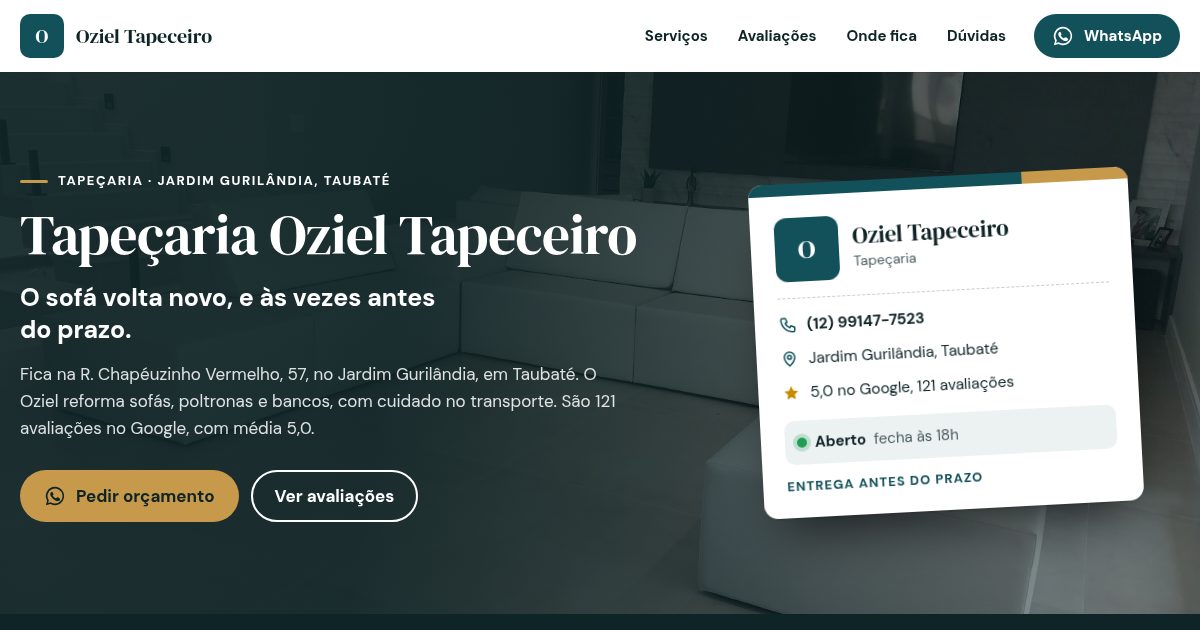 O
Oziel Tapeceiro
Serviços
Avaliações
Onde fica
Dúvidas
WhatsApp
TAPEÇARIA · JARDIM GURILÂNDIA, TAUBATÉ
Tapeçaria Oziel Tapeceiro
O sofá volta novo, e às vezes antes
do prazo.
Fica na R. Chapéuzinho Vermelho, 57, no Jardim Gurilândia, em Taubaté. O
Oziel reforma sofás, poltronas e bancos, com cuidado no transporte. São 121
avaliações no Google, com média 5,0.
Pedir orçamento
Ver avaliações
O
Oziel Tapeceiro
Tapeçaria
(12) 99147-7523
Jardim Gurilândia, Taubaté
5,0 no Google, 121 avaliações
Aberto fecha às 18h
ENTREGA ANTES DO PRAZO